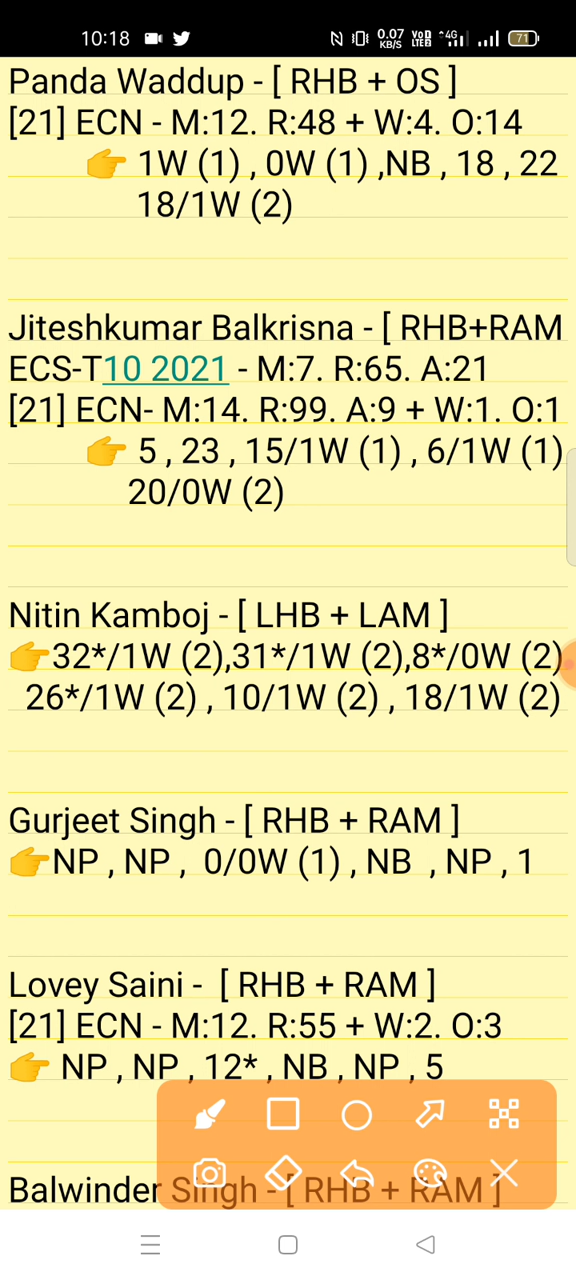 10:18 0.07 KB/S VoD LTE2 4G 71
Panda Waddup - [ RHB + OS ]
[21] ECN - M:12. R:48 + W:4. O:14
👉 1W (1) , 0W (1) ,NB , 18 , 22
18/1W (2)
Jiteshkumar Balkrisna - [ RHB+RAM
ECS-T10 2021 - M:7. R:65. A:21
[21] ECN- M:14. R:99. A:9 + W:1. O:1
👉 5 , 23 , 15/1W (1) , 6/1W (1)
20/0W (2)
Nitin Kamboj - [ LHB + LAM ]
👉32*/1W (2),31*/1W (2),8*/0W (2)
26*/1W (2) , 10/1W (2) , 18/1W (2)
Gurjeet Singh - [ RHB + RAM ]
👉NP , NP , 0/0W (1) , NB , NP , 1
Lovey Saini - [ RHB + RAM ]
[21] ECN - M:12. R:55 + W:2. O:3
👉 NP , NP , 12* , NB , NP , 5
Balwinder Singh - [ RHB + RAM ]